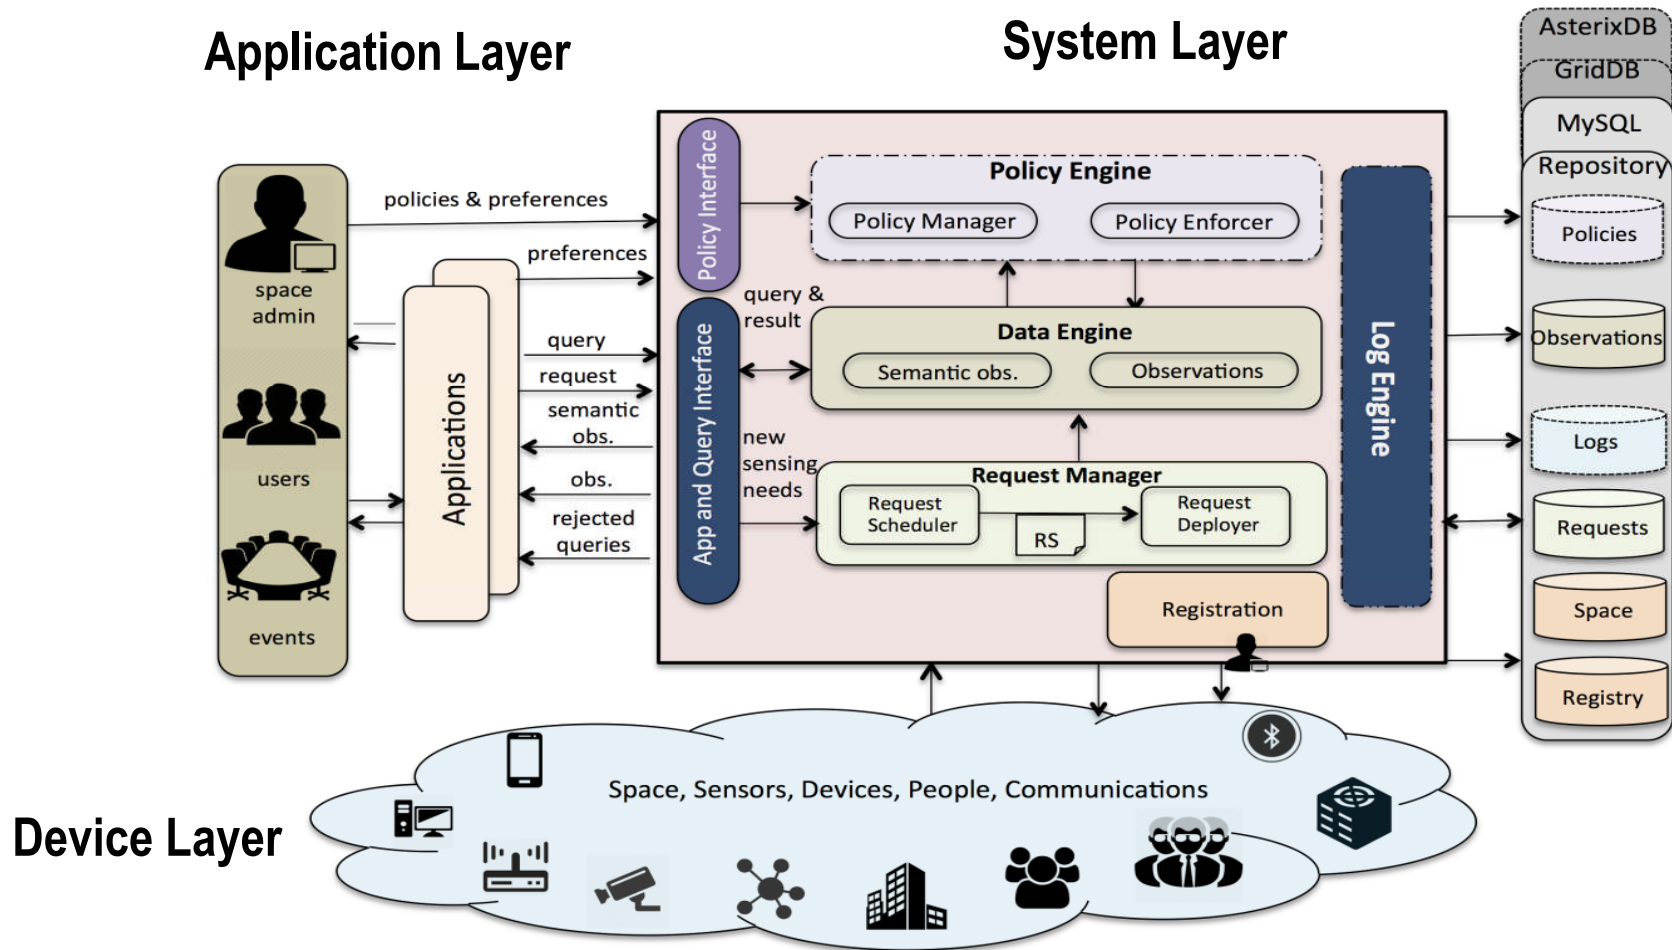 Application Layer
System Layer
AsterixDB
GridDB
MySQL
Repository
Policies
Observations
Logs
Requests
Space
Registry
space
admin
users
events
policies & preferences
preferences
Applications
query
request
semantic
obs.
obs.
rejected
queries
Policy Interface
App and Query Interface
query &
result
new
sensing
needs
Policy Engine
Policy Manager
Policy Enforcer
Data Engine
Semantic obs.
Observations
Request Manager
Request
Scheduler
RS
Request
Deployer
Registration
Log Engine
Device Layer
Space, Sensors, Devices, People, Communications